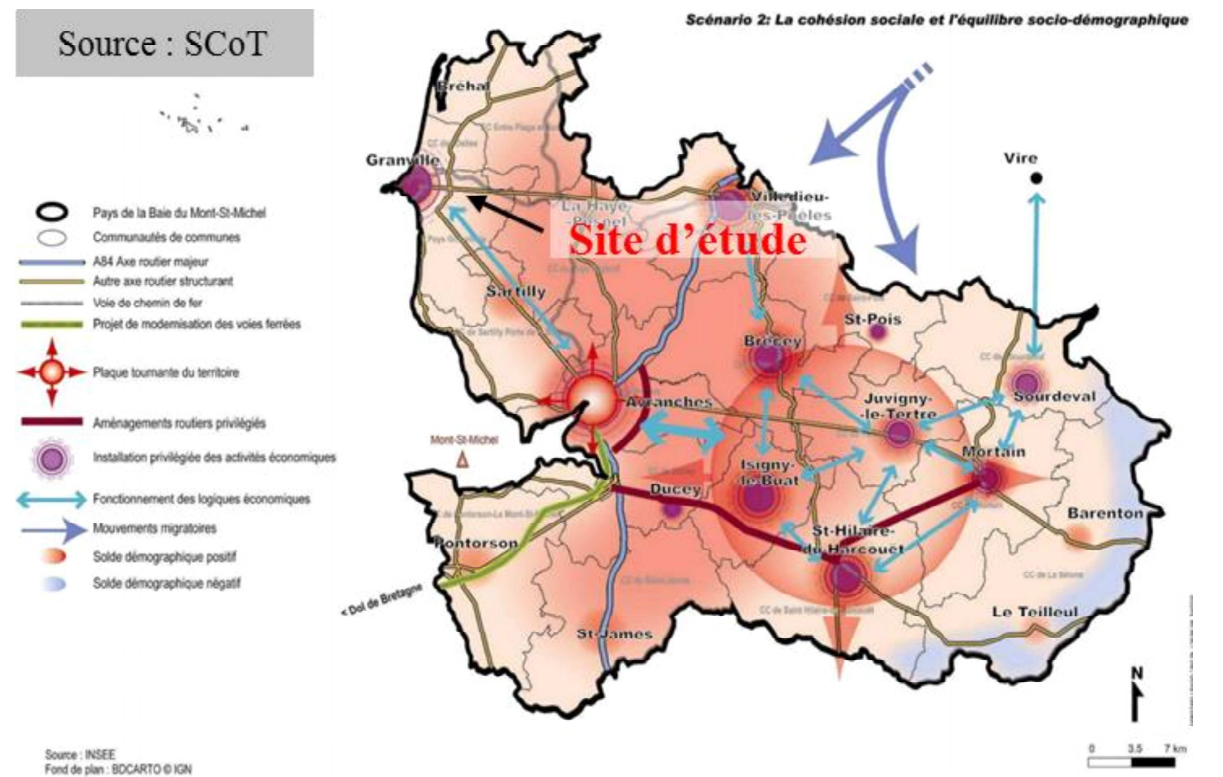 Source : SCoT
Scénario 2: La cohésion sociale et l'équilibre socio-démographique
Pays de la Baie du Mont-St-Michel
Communautés de communes
A84 Axe routier majeur
Autre axe routier structurant
Voie de chemin de fer
Projet de modernisation des voies ferrées
Plaque tournante du territoire
Aménagements routiers privilégiés
Installation privilégiée des activités économiques
Fonctionnement des logiques économiques
Mouvements migratoires
Solde démographique positif
Solde démographique négatif
Source : INSEE
Fond de plan : BDCARTO © IGN
Bréhal
Granville
La Haye
-Pesnel
Villedieu-
les-Poêles
Vire
Site d'étude
Sartilly
St-Pois
Brécey
Juvigny-
le-Tertre
Sourdeval
Avranches
Mont-St-Michel
Mortain
Isigny-
le-Buat
Ducey
St-Hilaire-
du-Harcouët
Barenton
Pontorson
< Dol de Bretagne
St-James
Le Teilleul
N
0 3.5 7 km